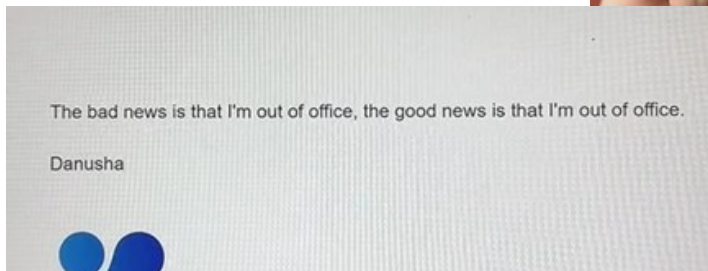 The bad news is that I'm out of office, the good news is that I'm out of office.
Danusha